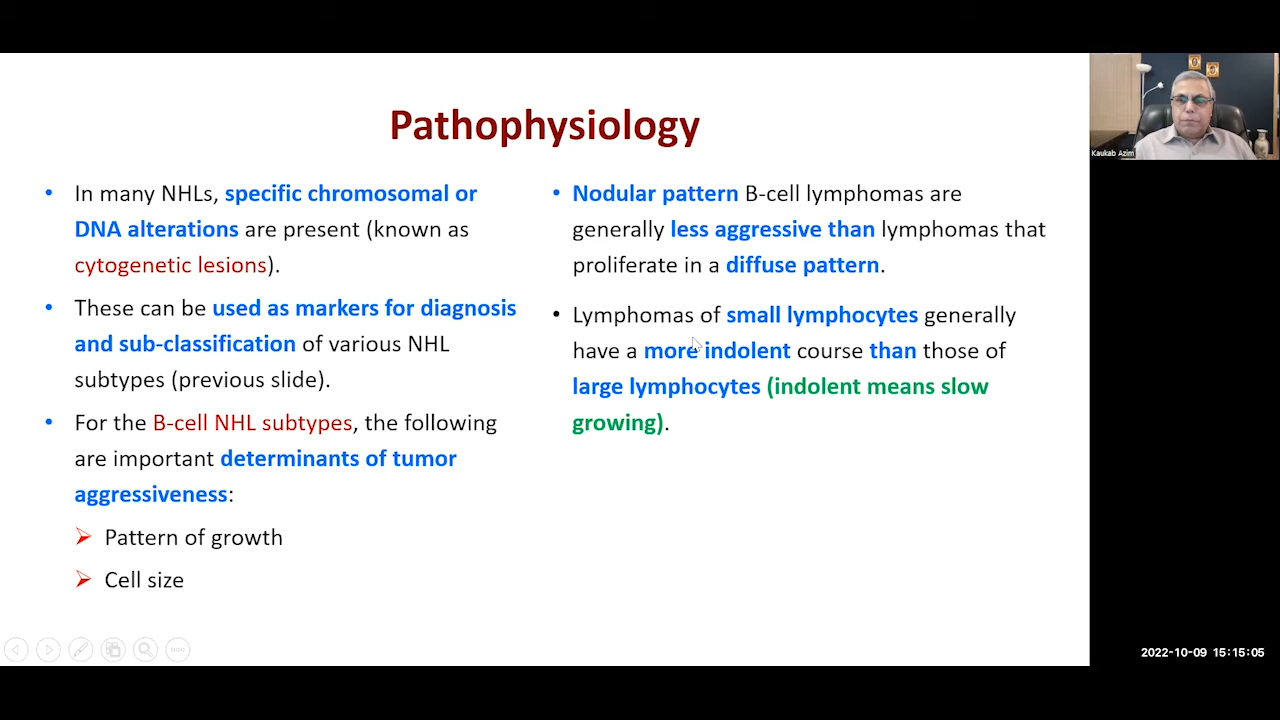 Pathophysiology
• In many NHLs, specific chromosomal or
DNA alterations are present (known as
cytogenetic lesions).
• These can be used as markers for diagnosis
and sub-classification of various NHL
subtypes (previous slide).
• For the B-cell NHL subtypes, the following
are important determinants of tumor
aggressiveness:
➢ Pattern of growth
➢ Cell size
• Nodular pattern B-cell lymphomas are
generally less aggressive than lymphomas that
proliferate in a diffuse pattern.
• Lymphomas of small lymphocytes generally
have a more indolent course than those of
large lymphocytes (indolent means slow
growing).
Kaukab Azim
2022-10-09 15:15:05